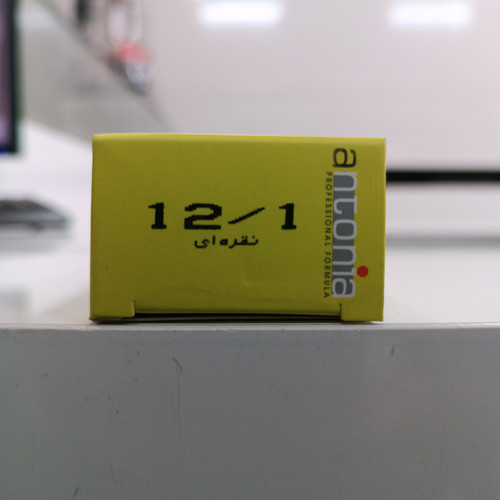 12/1
نقره‌ای
antonia
PROFESSIONAL FORMULA